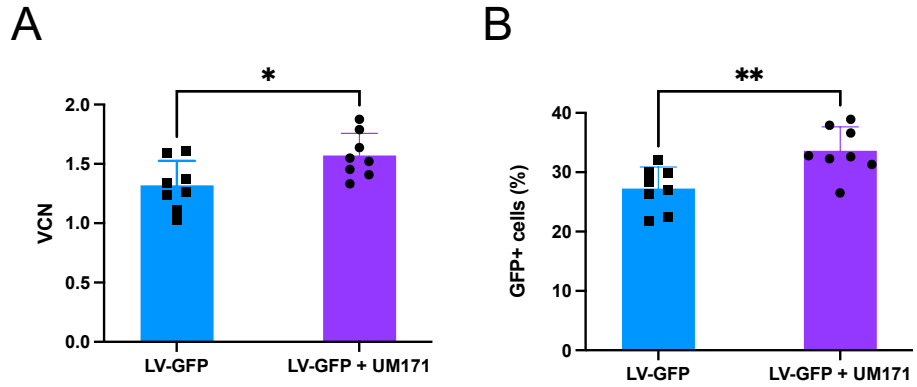 A
*
VCN
2.0
1.5
1.0
0.5
0.0
LV-GFP
LV-GFP + UM171
B
**
GFP+ cells (%)
40
30
20
10
0
LV-GFP
LV-GFP + UM171